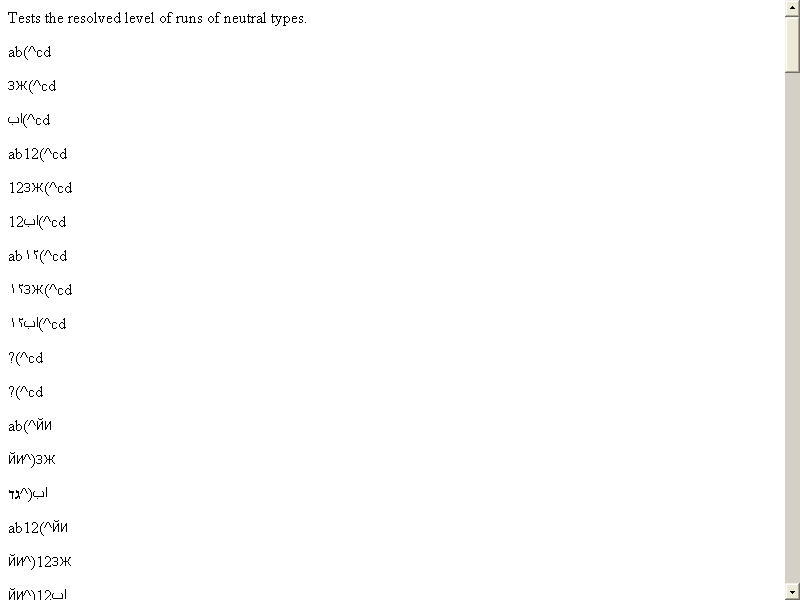 Tests the resolved level of runs of neutral types.
ab(^cd
зж(^cd
اب(^cd
ab12(^cd
12зж(^cd
12اب(^cd
ab١٢(^cd
١٢зж(^cd
١٢اب(^cd
?(^cd
?(^cd
ab(^йи
йи^)зж
גד^)اب
ab12(^йи
йи^)12зж
йи^)12اب